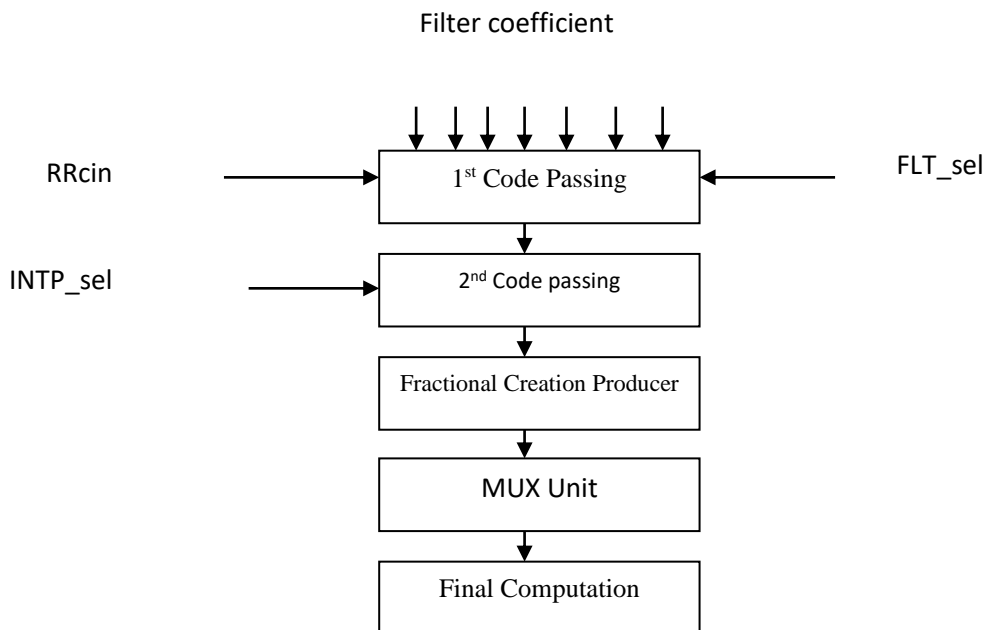 Filter coefficient
RRcin
1st Code Passing
FLT_sel
INTP_sel
2nd Code passing
Fractional Creation Producer
MUX Unit
Final Computation